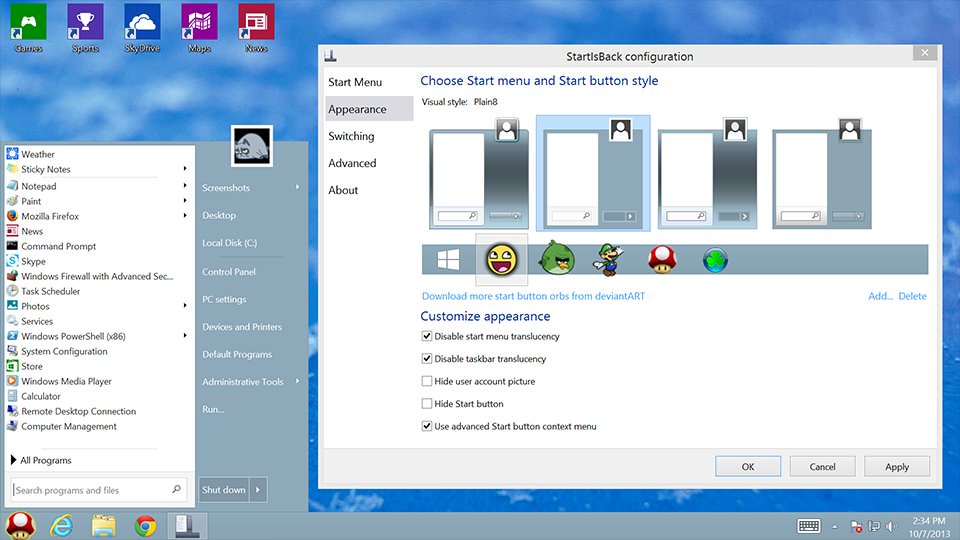 Games
Sports
SkyDrive
Maps
News
StartIsBack configuration
Start Menu
Appearance
Switching
Advanced
About
Choose Start menu and Start button style
Visual style: Plain8
Download more start button orbs from deviantART
Add... Delete
Customize appearance
Disable start menu translucency
Disable taskbar translucency
Hide user account picture
Hide Start button
Use advanced Start button context menu
OK
Cancel
Apply
Weather
Sticky Notes
Notepad
Paint
Mozilla Firefox
News
Command Prompt
Skype
Windows Firewall with Advanced Sec...
Task Scheduler
Photos
Services
Windows PowerShell (x86)
System Configuration
Store
Windows Media Player
Calculator
Remote Desktop Connection
Computer Management
All Programs
Search programs and files
Screenshots
Desktop
Local Disk (C:)
Control Panel
PC settings
Devices and Printers
Default Programs
Administrative Tools
Run...
Shut down
2:34 PM
10/7/2013